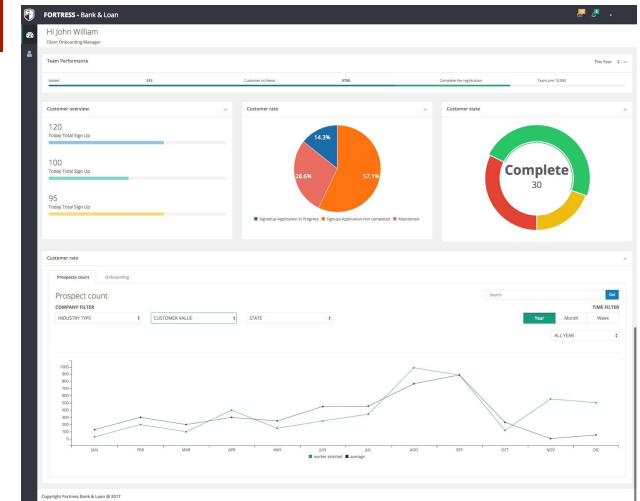 FORTRESS - Bank & Loan
Hi John William
Client Onboarding Manager
Team Performance
This Year
Added
Customer on these
Complete the registration
Team aim 10,000
Customer overview
Customer rate
Customer state
120
Today Total Sign Up
100
Today Total Sign Up
95
Today Total Sign Up
14.3%
28.6%
57.1%
Signedup-Application in Progress Signups-Application non completed Abandoned
Complete
30
Customer rate
Prospects count Onboarding
Prospect count
Search Go!
COMPANY FILTER TIME FILTER
INDUSTRY TYPE CUSTOMER VALUE STATE
Year Month Week
ALL YEAR
1000
900
800
700
600
500
400
300
200
100
0
JAN FEB MAR APR MAY JUN JUL AGO SEP OCT NOV DIC
worker selected average
Copyright Fortress Bank & Loan @ 2017